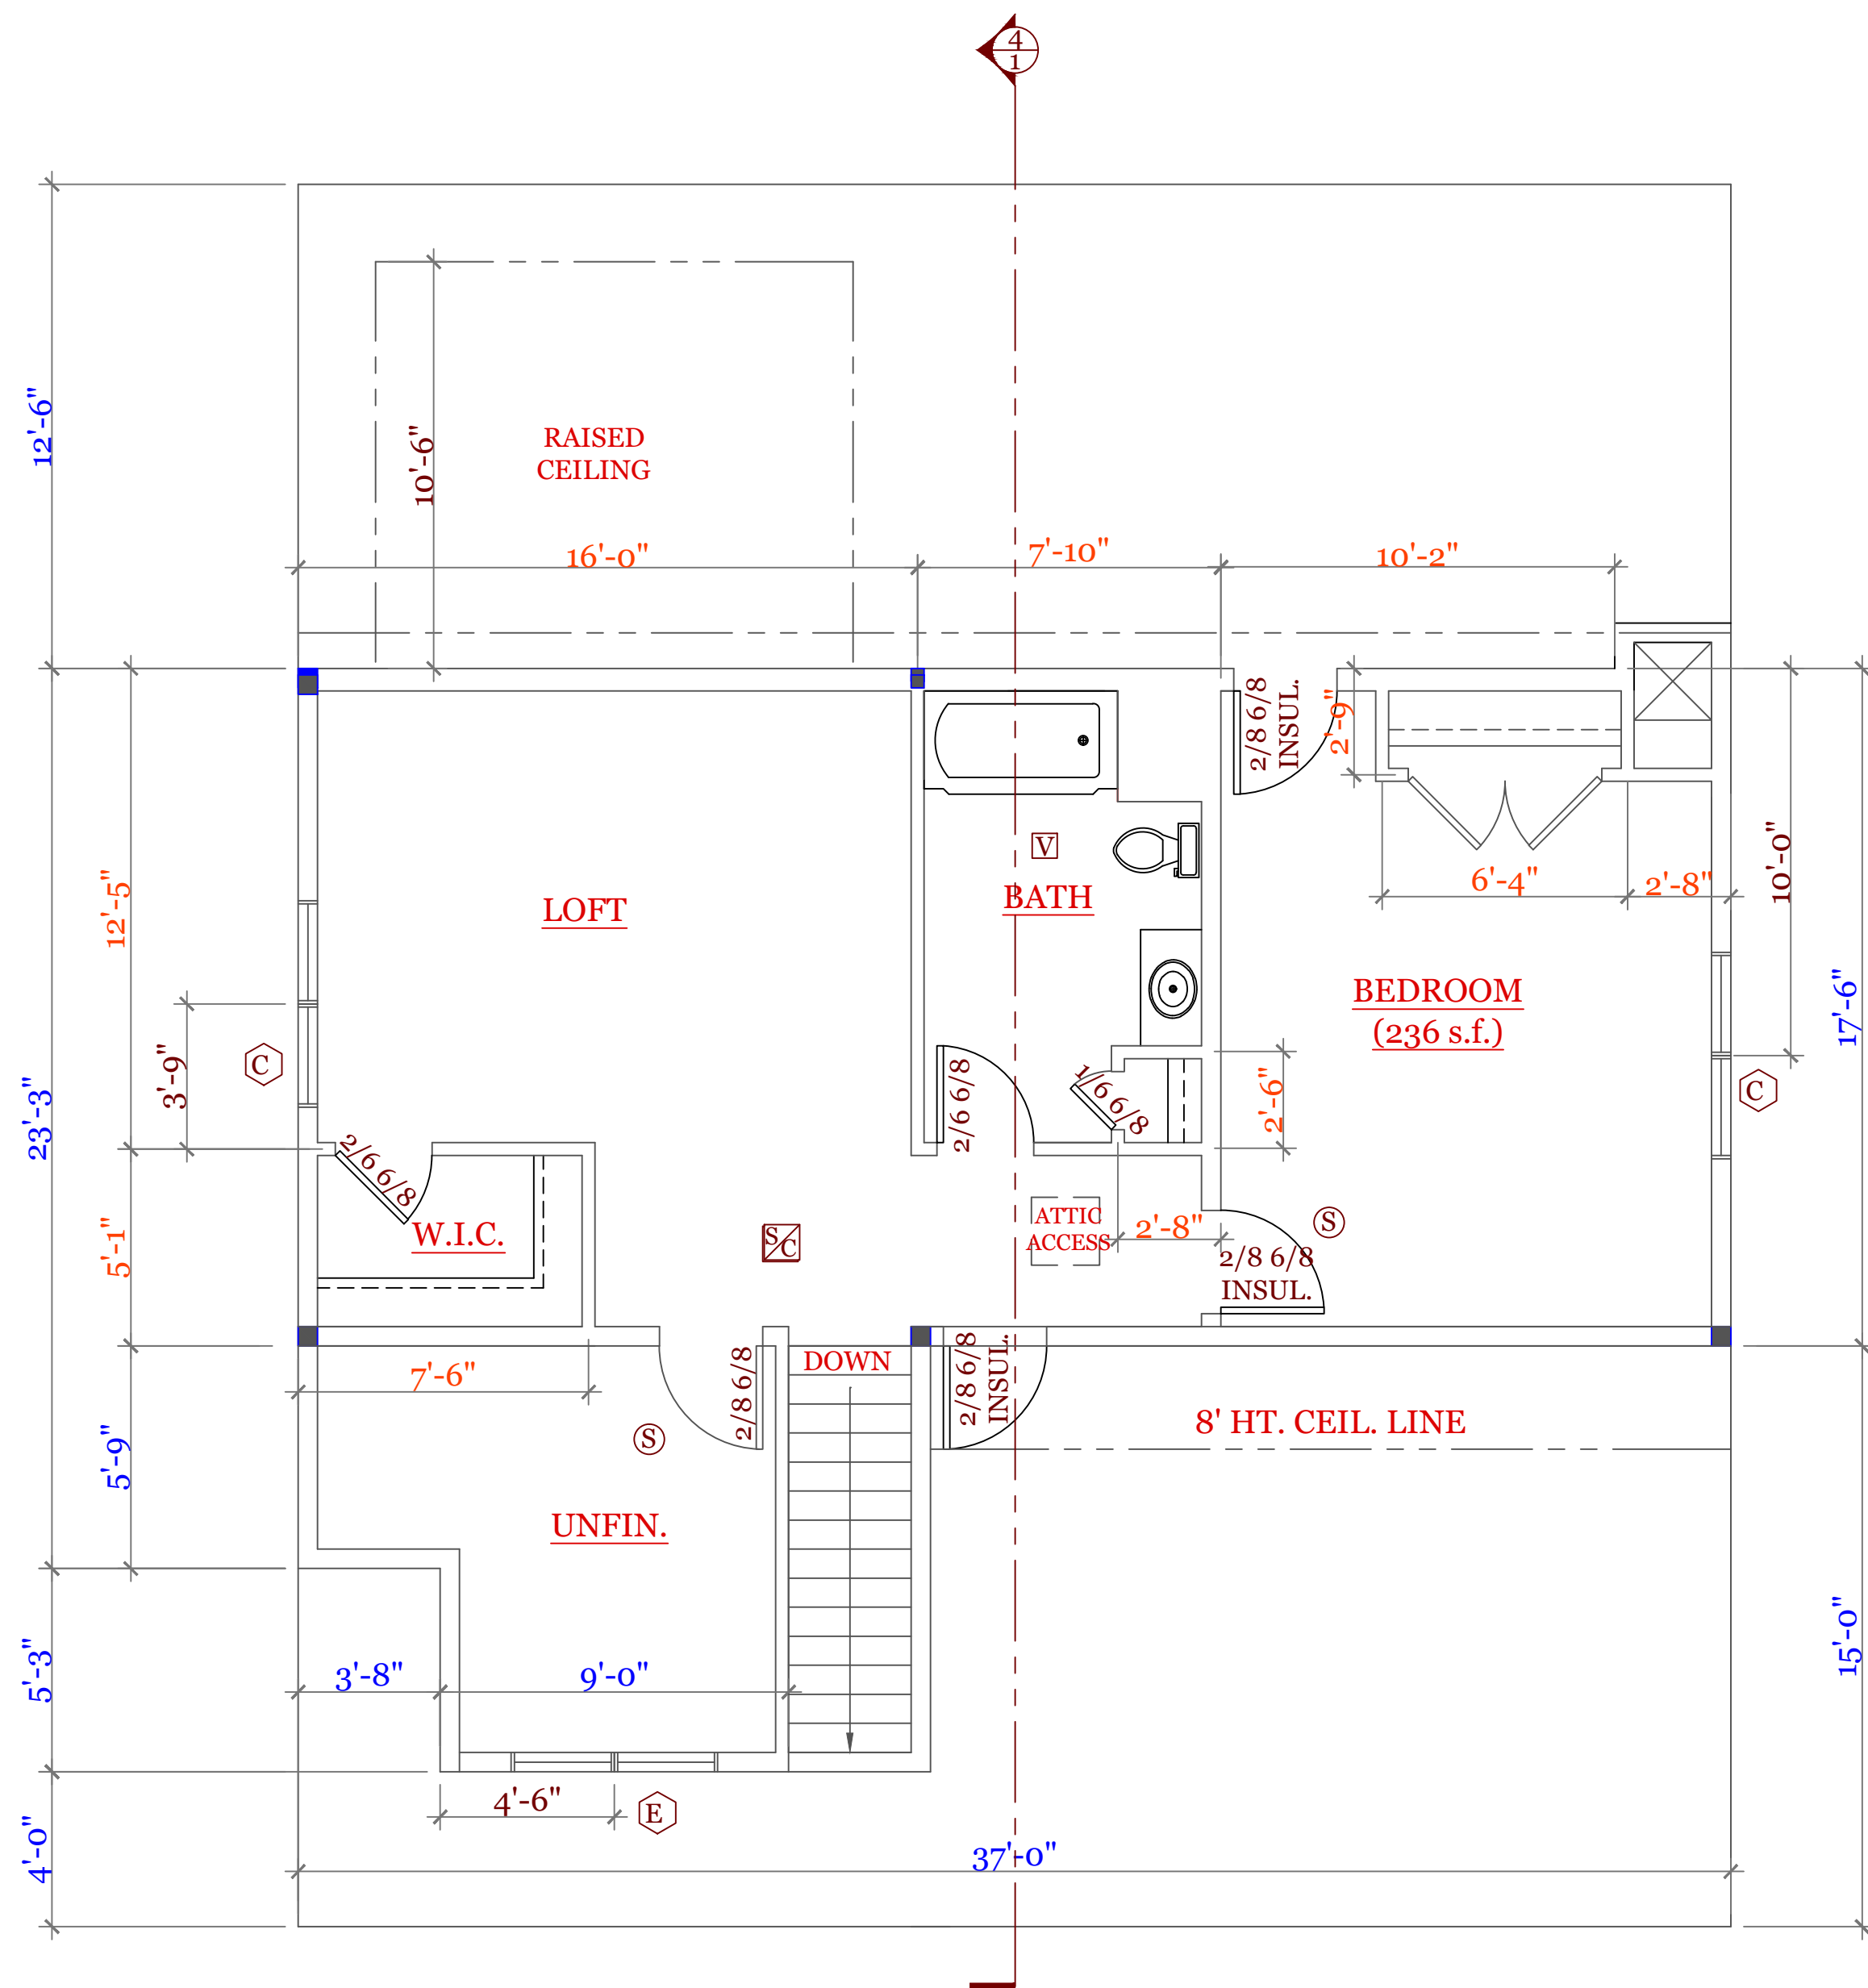 4
1
12'-6"
RAISED
CEILING
10'-6"
16'-0"
7'-10"
10'-2"
2/8 6/8
INSUL.
2'-9"
V
BATH
LOFT
12'-5"
6'-4"
2'-8"
10'-0"
BEDROOM
(236 s.f.)
17'-6"
23'-3"
3'-9"
C
C
2/6 6/8
1/6 6/8
2'-6"
2/6 6/8
W.I.C.
5'-1"
S
C
ATTIC
ACCESS
2'-8"
S
2/8 6/8
INSUL.
7'-6"
2/8 6/8
DOWN
2/8 6/8
INSUL.
8' HT. CEIL. LINE
S
5'-9"
UNFIN.
5'-3"
3'-8"
9'-0"
15'-0"
4'-6"
E
4'-0"
37'-0"